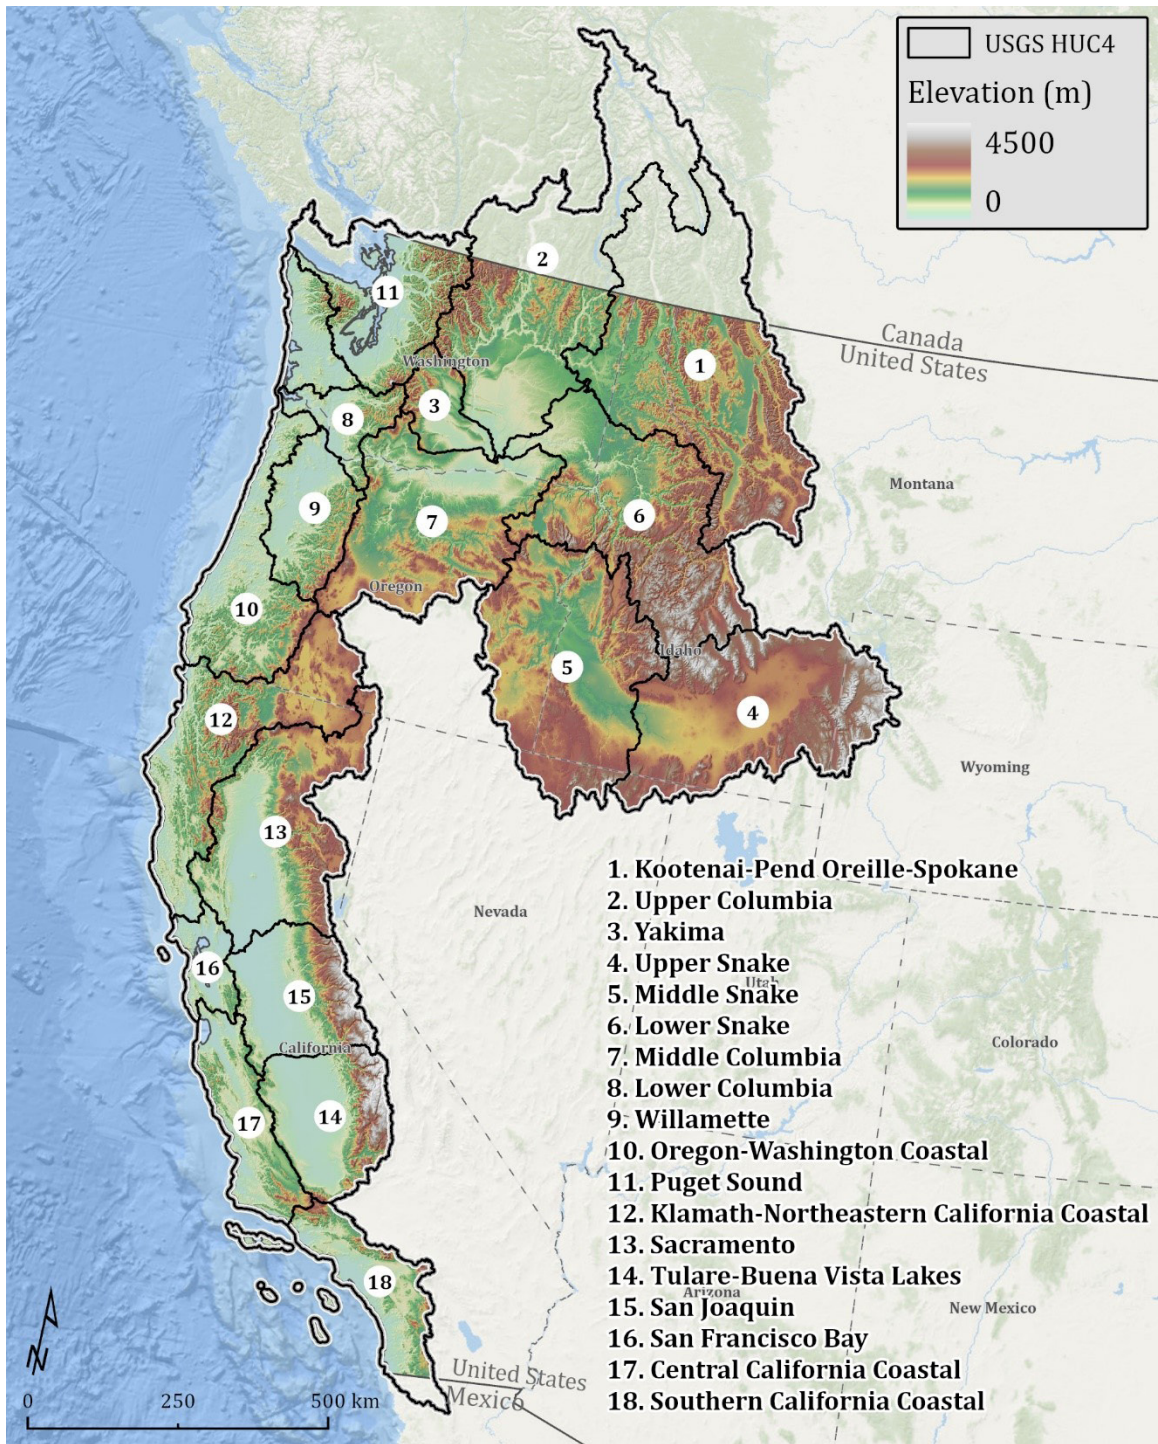 USGS HUC4
Elevation (m)
4500
0
2
11
Washington
Canada
United States
1
3
8
Montana
9
7
6
Oregon
10
Idaho
5
12
4
Wyoming
13
1. Kootenai-Pend Oreille-Spokane
2. Upper Columbia
Nevada
3. Yakima
16
4. Upper Snake
Utah
15
5. Middle Snake
6. Lower Snake
California
Colorado
7. Middle Columbia
8. Lower Columbia
14
17
9. Willamette
10. Oregon-Washington Coastal
11. Puget Sound
12. Klamath-Northeastern California Coastal
13. Sacramento
18
14. Tulare-Buena Vista Lakes
Arizona
15. San Joaquin
New Mexico
N
16. San Francisco Bay
United States
Mexico
17. Central California Coastal
0 250 500 km
18. Southern California Coastal